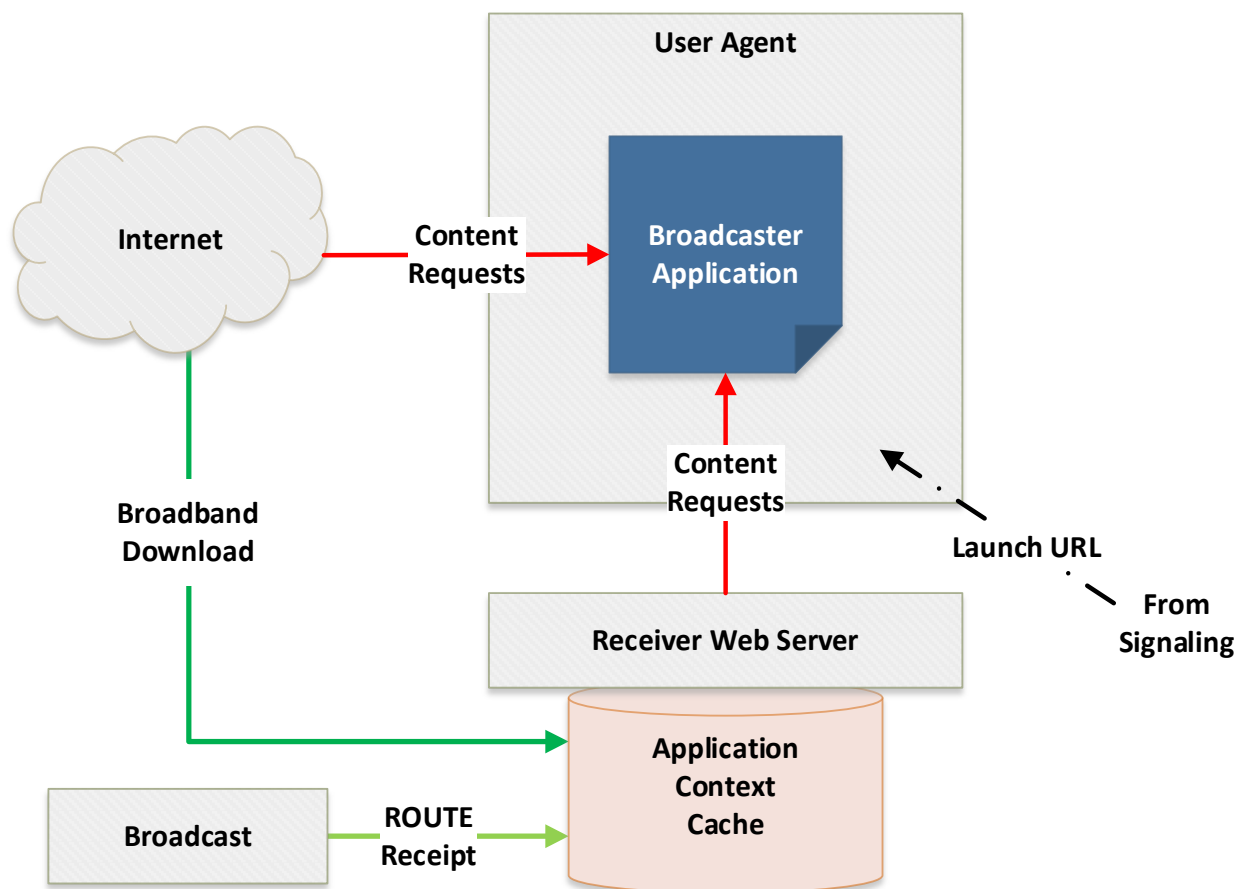 User Agent
Internet
Content
Requests
Broadcaster
Application
Content
Requests
Broadband
Download
Launch URL
From
Signaling
Receiver Web Server
Application
Context
Cache
Broadcast
ROUTE
Receipt